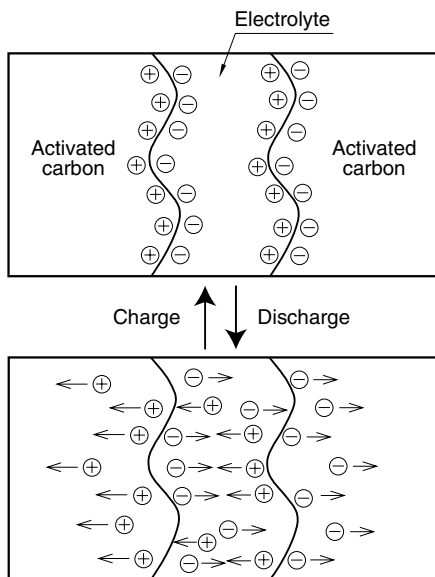 Electrolyte
Activated
carbon
Activated
carbon
Charge
Discharge